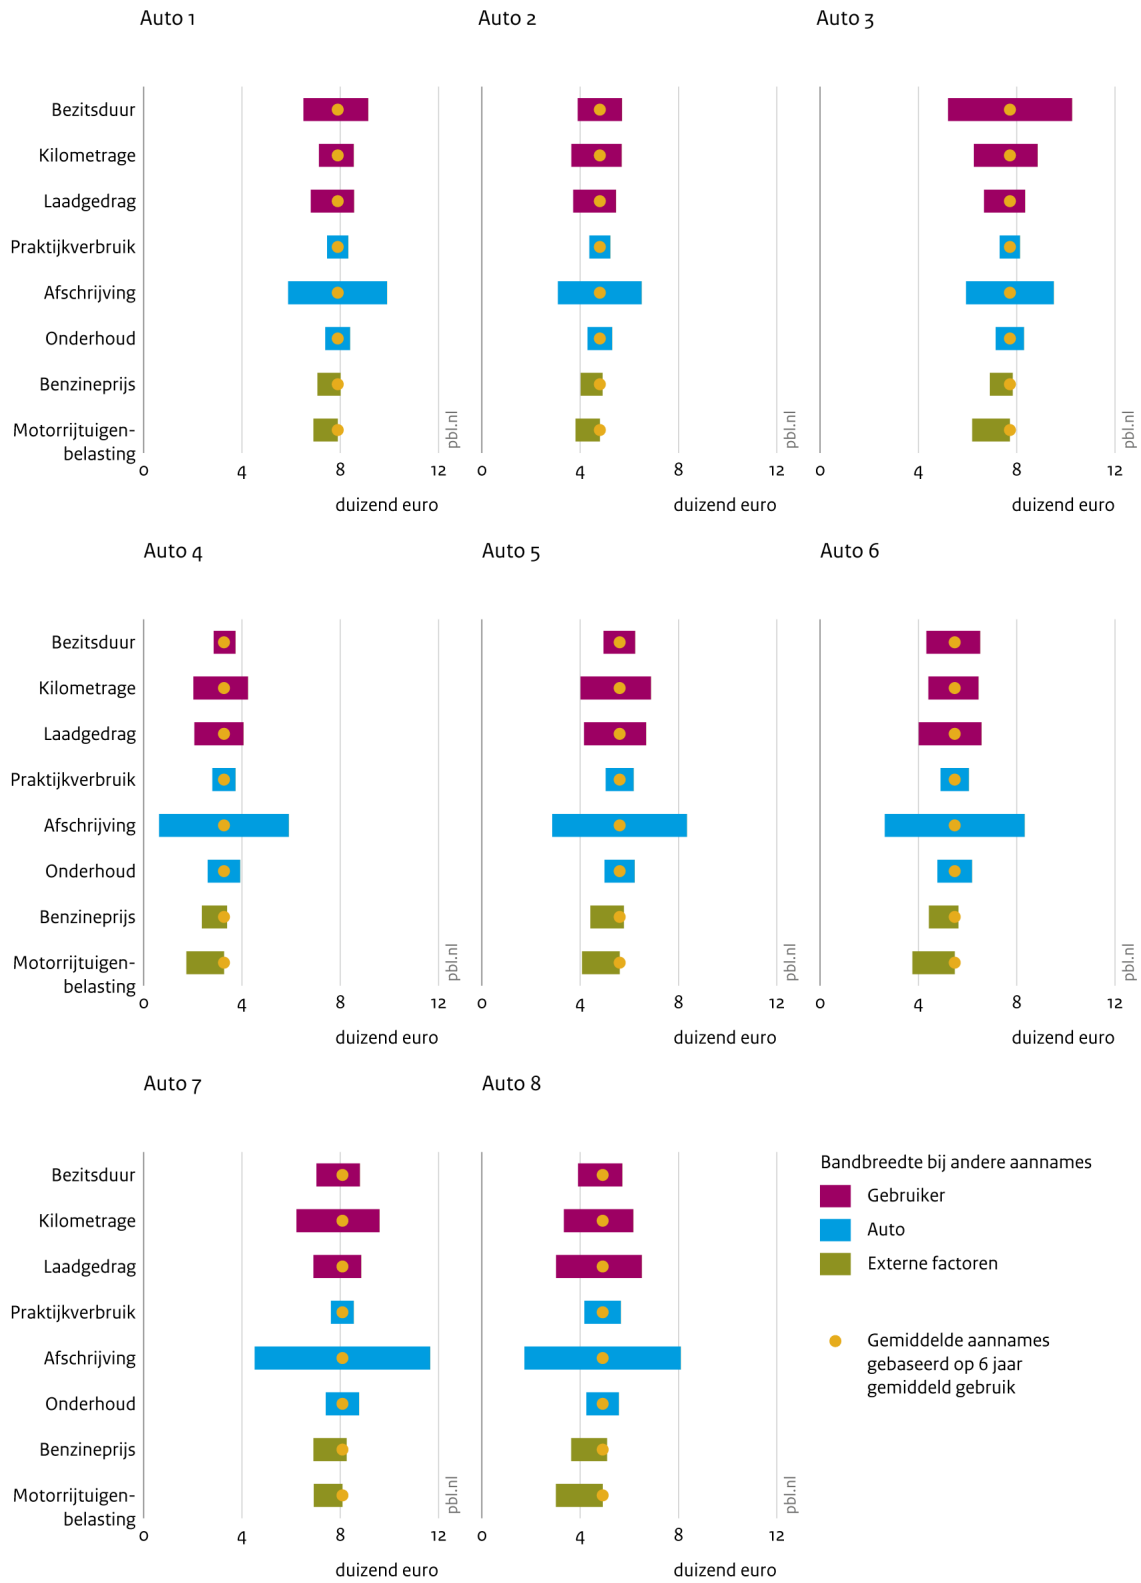 Auto 1
Auto 2
Auto 3
Bezitsduur
Kilometrage
Laadgedrag
Praktijkverbruik
Afschrijving
Onderhoud
Benzineprijs
Motorrijtuigen-
belasting
0 4 8 12
duizend euro
pbl.nl
0 4 8 12
duizend euro
pbl.nl
0 4 8 12
duizend euro
pbl.nl
Auto 4
Auto 5
Auto 6
Bezitsduur
Kilometrage
Laadgedrag
Praktijkverbruik
Afschrijving
Onderhoud
Benzineprijs
Motorrijtuigen-
belasting
0 4 8 12
duizend euro
pbl.nl
0 4 8 12
duizend euro
pbl.nl
0 4 8 12
duizend euro
pbl.nl
Auto 7
Auto 8
Bezitsduur
Kilometrage
Laadgedrag
Praktijkverbruik
Afschrijving
Onderhoud
Benzineprijs
Motorrijtuigen-
belasting
0 4 8 12
duizend euro
pbl.nl
0 4 8 12
duizend euro
pbl.nl
Bandbreedte bij andere aannames
Gebruiker
Auto
Externe factoren
Gemiddelde aannames
gebaseerd op 6 jaar
gemiddeld gebruik